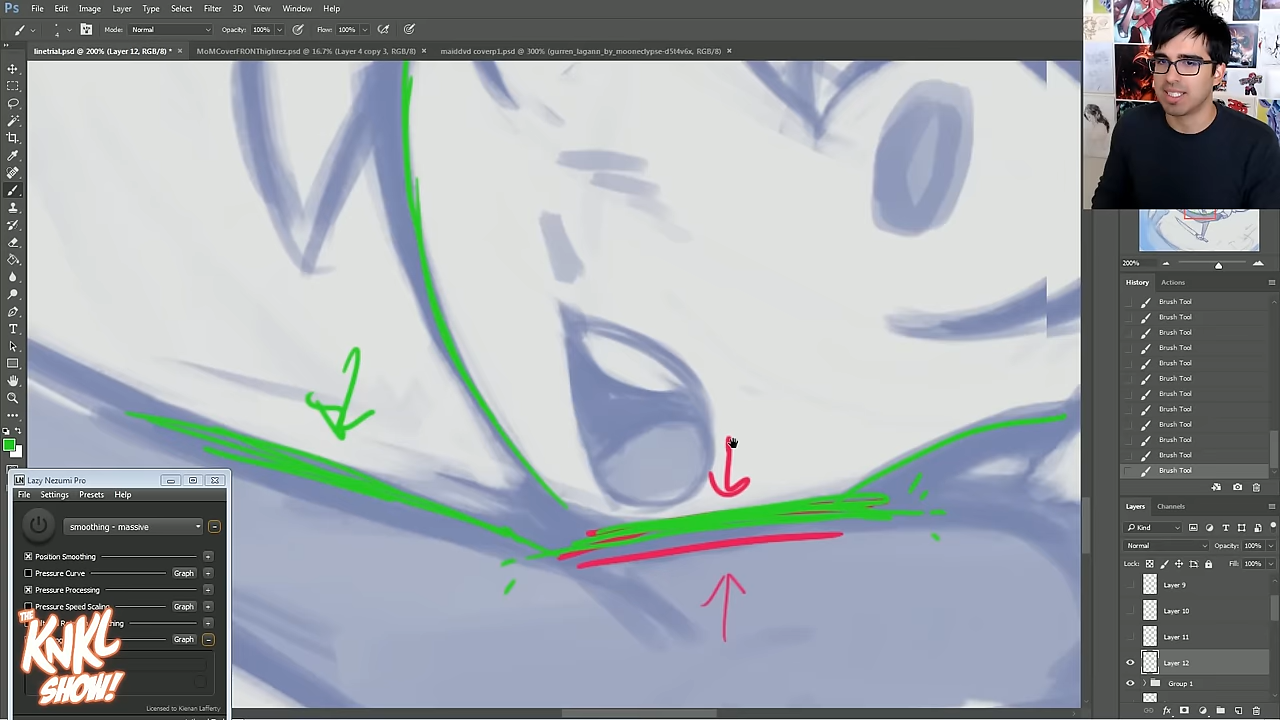 Ps File Edit Image Layer Type Select Filter 3D View Window Help
Mode: Normal Opacity: 100% Flow: 100%
linetrial.psd @ 200% (Layer 12, RGB/8) * × MoMCoverFRONThighrez.psd @ 16.7% (Layer 4 copy 3, RGB/8) × maiddvd coverp1.psd @ 300% (gurren_lagann_by_mooneclypse-d5t4v6x, RGB/8) ×
200%
History Actions
Brush Tool
Brush Tool
Brush Tool
Brush Tool
Brush Tool
Brush Tool
Brush Tool
Brush Tool
Brush Tool
Brush Tool
Brush Tool
Brush Tool
Layers Channels
Kind
Normal Opacity: 100%
Lock: Fill: 100%
Layer 9
Layer 10
Layer 11
Layer 12
Group 1
Lazy Nezumi Pro
File Settings Presets Help
smoothing - massive
Position Smoothing
Pressure Curve Graph
Pressure Processing
Pressure Speed Scaling Graph
Graph
THE
KNKL
SHOW!
Licensed to Kienan Lafferty